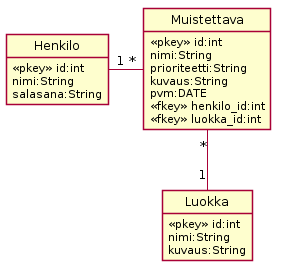 Henkilo
«pkey» id:int
nimi:String
salasana:String
1 *
Muistettava
«pkey» id:int
nimi:String
prioriteetti:String
kuvaus:String
pvm:DATE
«fkey» henkilo_id:int
«fkey» luokka_id:int
*
1
Luokka
«pkey» id:int
nimi:String
kuvaus:String